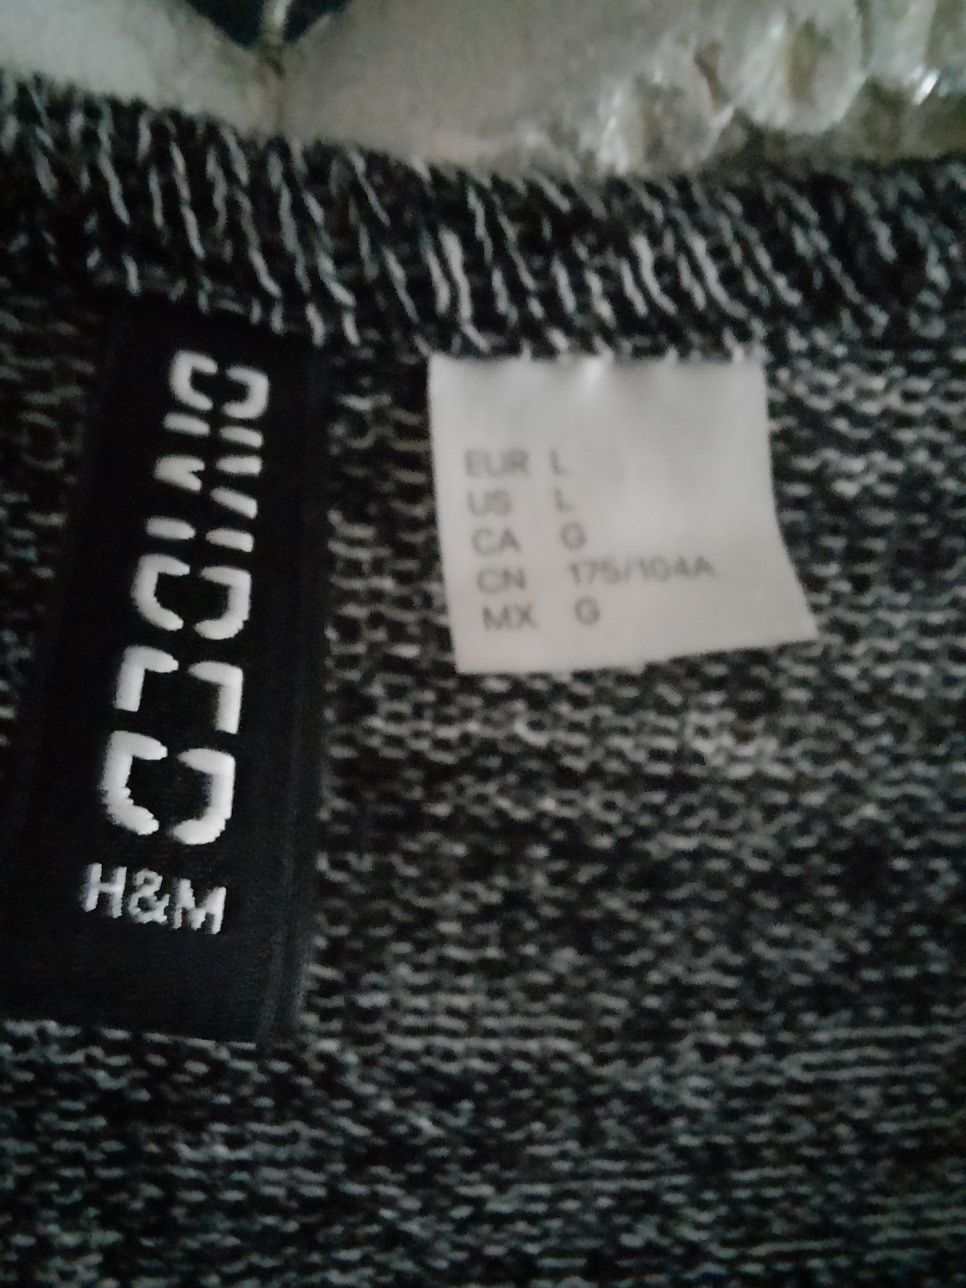 DIVIDED
H&M
EUR L
US L
CA G
CN 175/104A
MX G